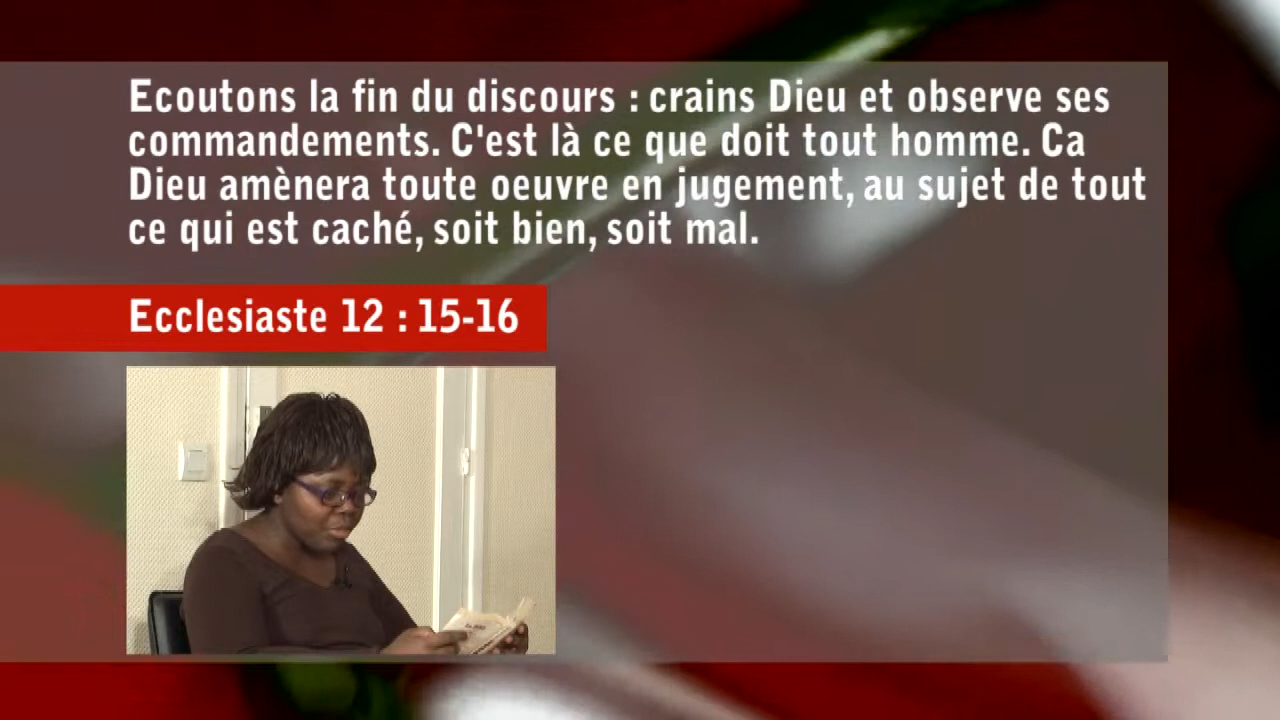 Ecoutons la fin du discours : crains Dieu et observe ses
commandements. C'est là ce que doit tout homme. Ca
Dieu amènera toute oeuvre en jugement, au sujet de tout
ce qui est caché, soit bien, soit mal.
Ecclesiaste 12 : 15-16